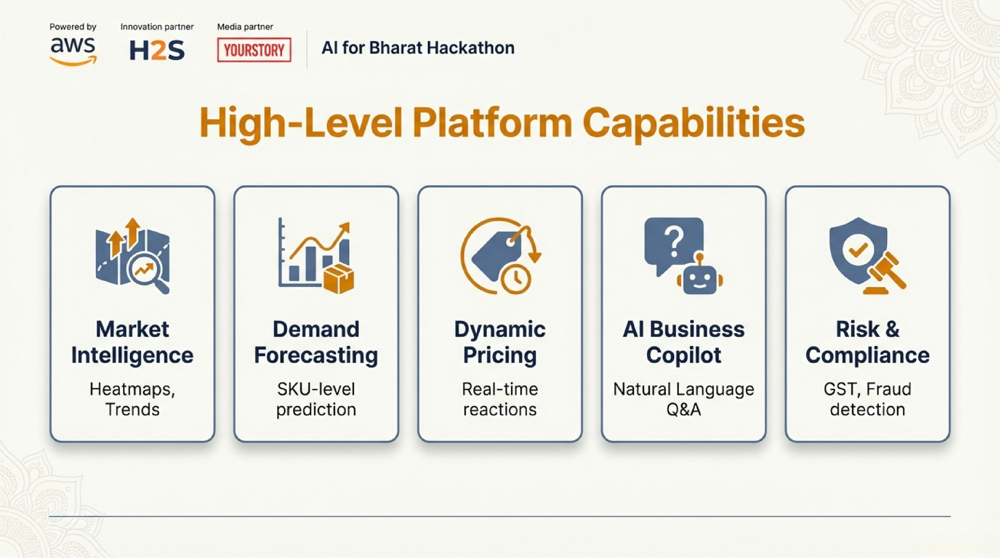 Powered by
aws
Innovation partner
H2S
Media partner
YOURSTORY
AI for Bharat Hackathon
High-Level Platform Capabilities
Market
Intelligence
Heatmaps,
Trends
Demand
Forecasting
SKU-level
prediction
Dynamic
Pricing
Real-time
reactions
?
AI Business
Copilot
Natural Language
Q&A
Risk &
Compliance
GST, Fraud
detection